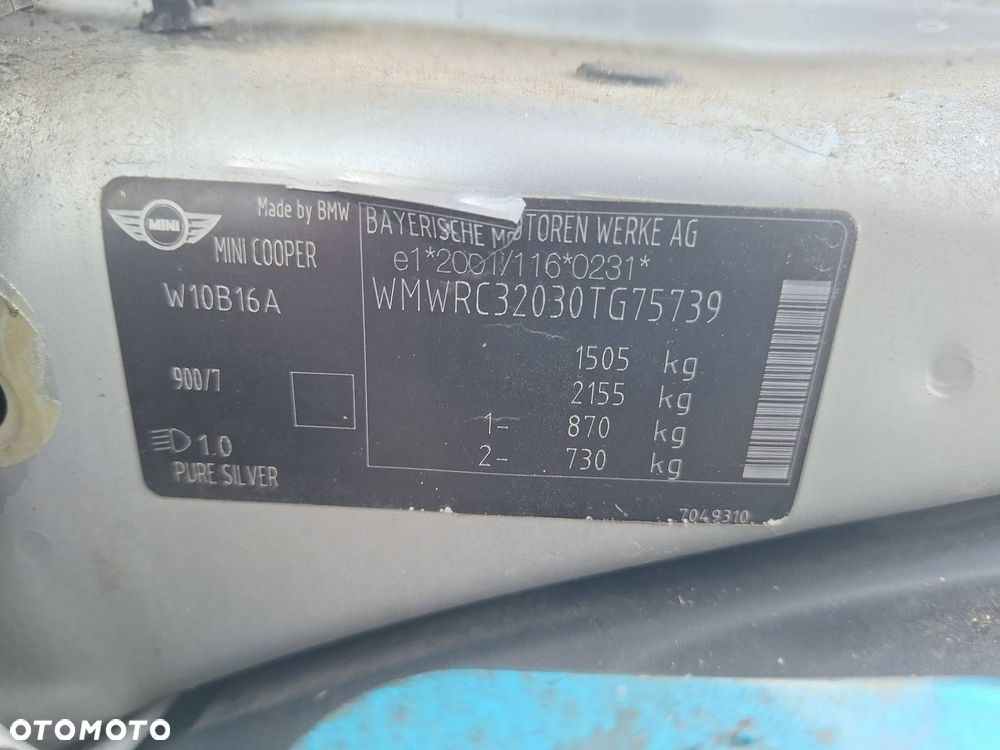 MINI
Made by BMW
MINI COOPER
W10B16A
900/7
1.0
PURE SILVER
BAYERISCHE MOTOREN WERKE AG
e1*2001/116*0231*
WMWRC32030TG75739
1505 kg
2155 kg
1- 870 kg
2- 730 kg
7049310
OTOMOTO